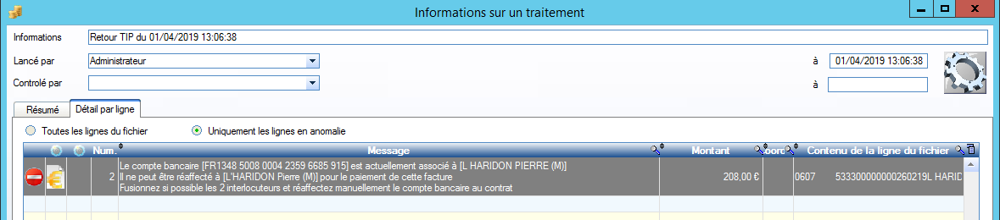 Informations sur un traitement
Informations Retour TIP du 01/04/2019 13:06:38
Lancé par Administrateur à 01/04/2019 13:06:38
Controlé par à
Résumé Détail par ligne
Toutes les lignes du fichier Uniquement les lignes en anomalie
Num. Message Montant oord Contenu de la ligne du fichier
Le compte bancaire [FR1348 5008 0004 2359 6685 915] est actuellement associé à [L HARIDON PIERRE (M)]
2 Il ne peut être réaffecté à [L'HARIDON Pierre (M)] pour le paiement de cette facture 208,00 € 0607 533300000000260219L HARID
Fusionnez si possible les 2 interlocuteurs et réaffectez manuellement le compte bancaire au contrat